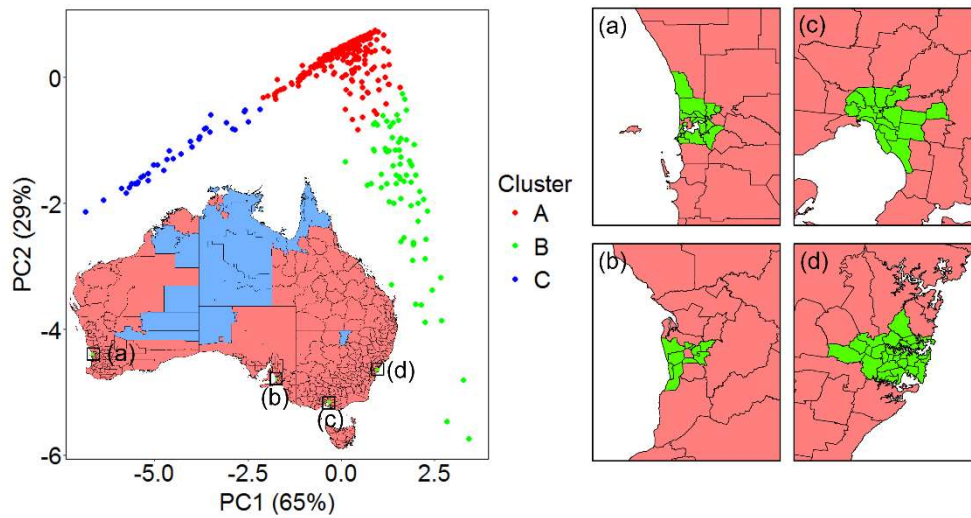 0
-2
-4
-6
PC2 (29%)
-5.0
-2.5
0.0
2.5
PC1 (65%)
(a)
(b)
(c)
(d)
Cluster
A
B
C
(a)
(c)
(b)
(d)